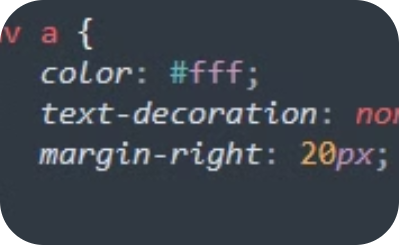 v a {
color: #fff;
text-decoration: nor
margin-right: 20px;